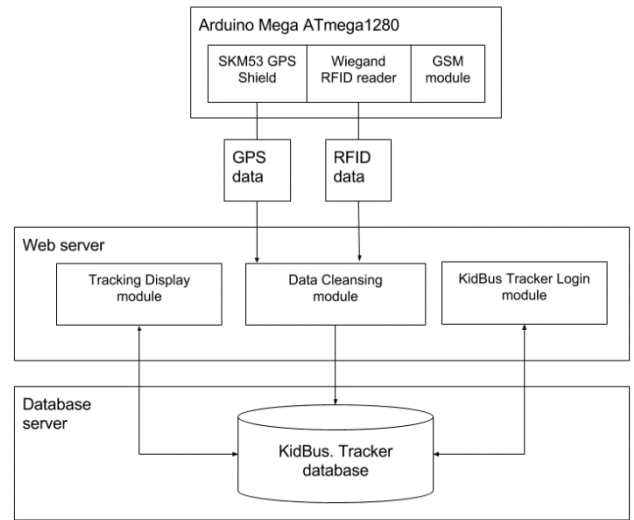 Arduino Mega ATmega1280
SKM53 GPS
Shield
Wiegand
RFID reader
GSM
module
GPS
data
RFID
data
Web server
Tracking Display
module
Data Cleansing
module
KidBus Tracker Login
module
Database
server
KidBus. Tracker
database